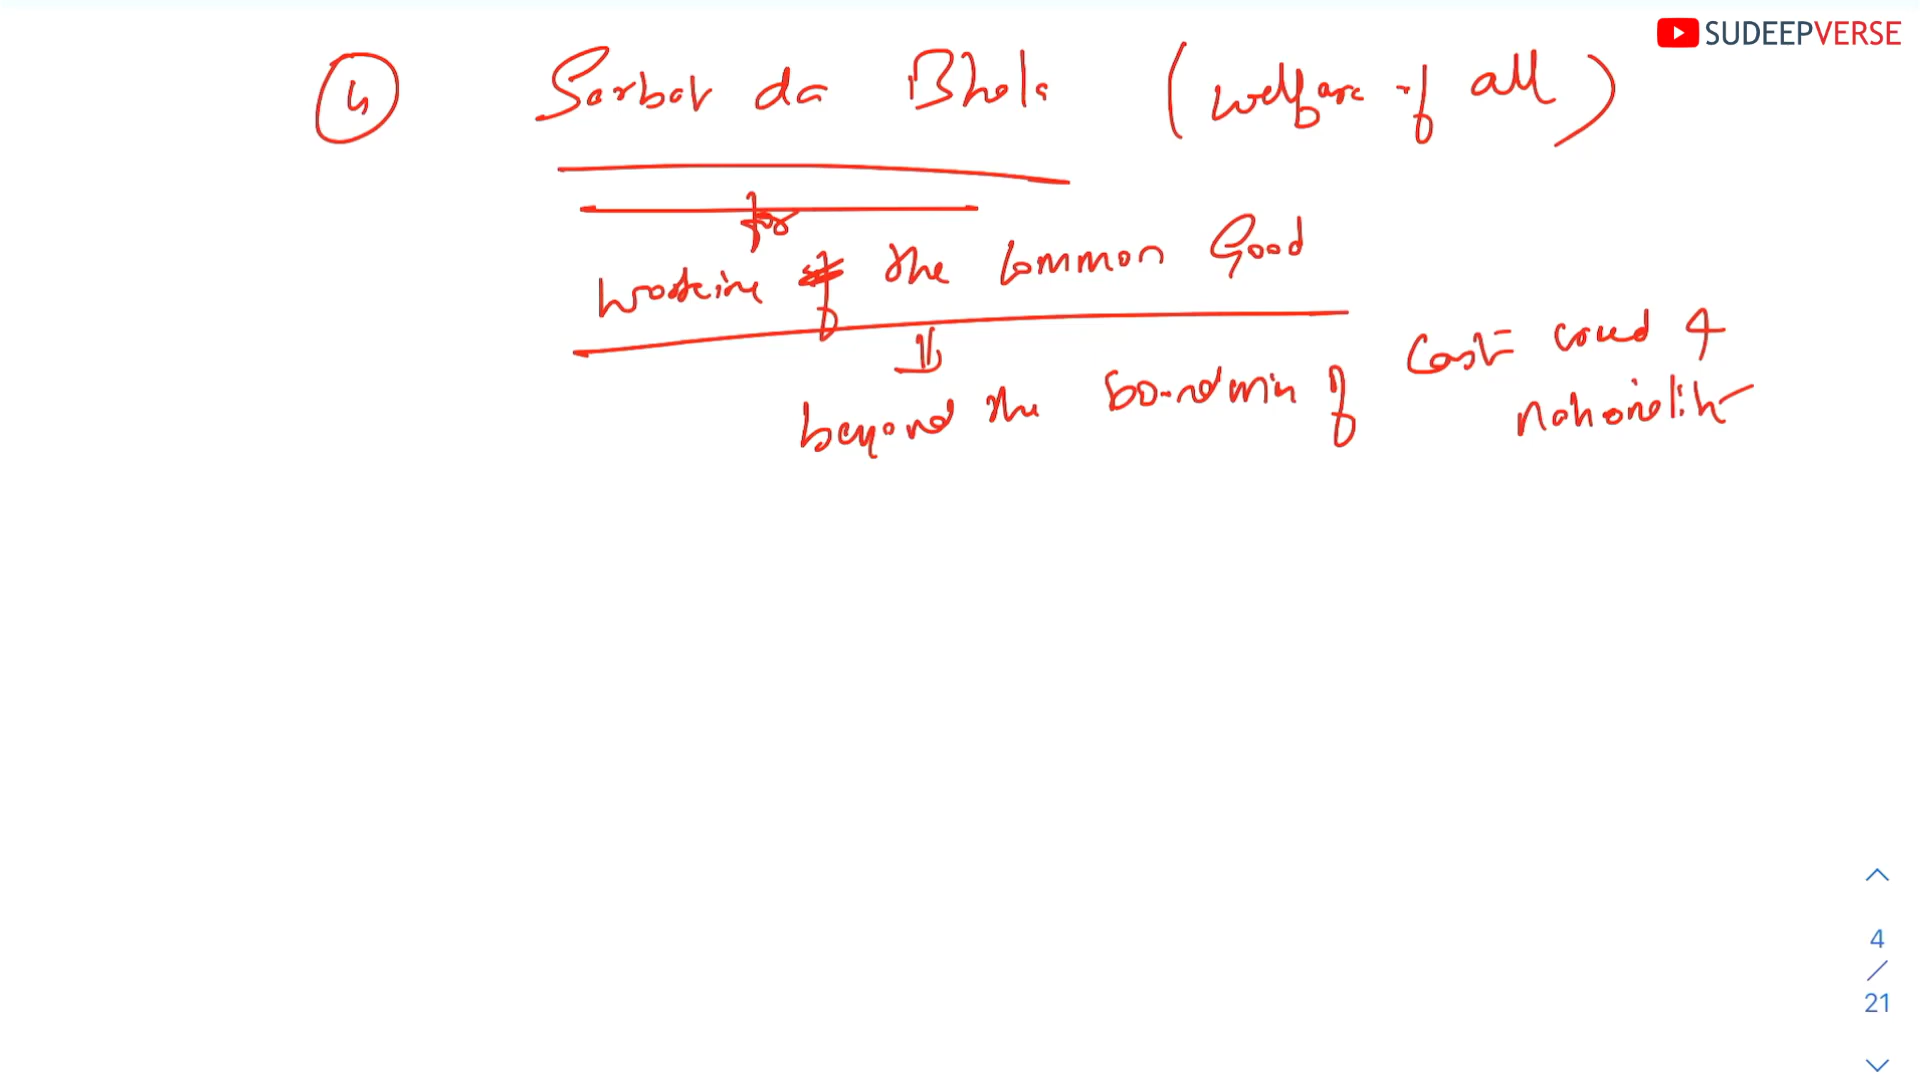 SUDEEPVERSE
4 Sarbat da Bhala (welfare of all)
for
working of the Common Good
beyond the boundries of Caste creed &
nationality
4
/
21